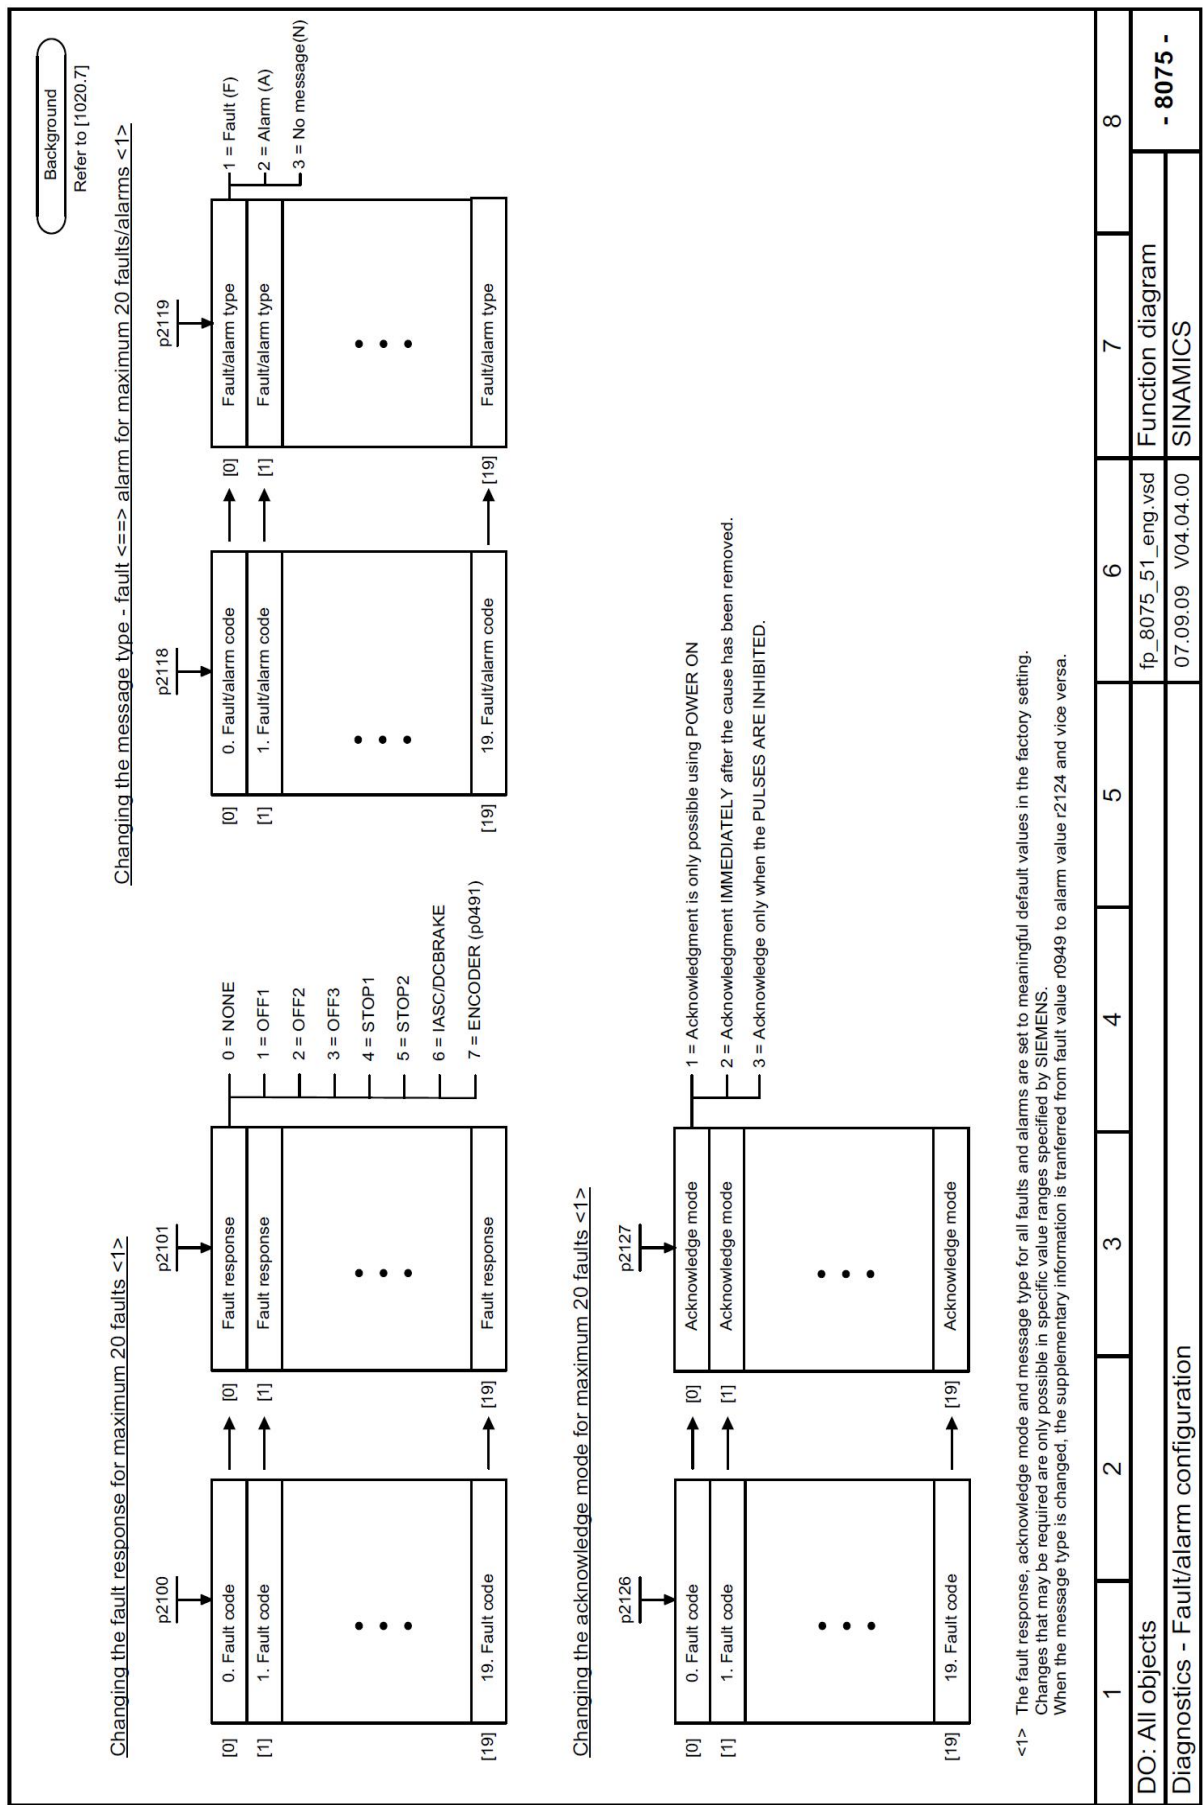 Background
Refer to [1020.7]
Changing the fault response for maximum 20 faults <1>
p2100
[0] 0. Fault code
[1] 1. Fault code
[19] 19. Fault code
p2101
[0] Fault response
[1] Fault response
[19] Fault response
0 = NONE
1 = OFF1
2 = OFF2
3 = OFF3
4 = STOP1
5 = STOP2
6 = IASC/DCBRAKE
7 = ENCODER (p0491)
Changing the message type - fault <==> alarm for maximum 20 faults/alarms <1>
p2118
[0] 0. Fault/alarm code
[1] 1. Fault/alarm code
[19] 19. Fault/alarm code
p2119
[0] Fault/alarm type
[1] Fault/alarm type
[19] Fault/alarm type
1 = Fault (F)
2 = Alarm (A)
3 = No message(N)
Changing the acknowledge mode for maximum 20 faults <1>
p2126
[0] 0. Fault code
[1] 1. Fault code
[19] 19. Fault code
p2127
[0] Acknowledge mode
[1] Acknowledge mode
[19] Acknowledge mode
1 = Acknowledgment is only possible using POWER ON
2 = Acknowledgment IMMEDIATELY after the cause has been removed.
3 = Acknowledge only when the PULSES ARE INHIBITED.
<1> The fault response, acknowledge mode and message type for all faults and alarms are set to meaningful default values in the factory setting.
Changes that may be required are only possible in specific value ranges specified by SIEMENS.
When the message type is changed, the supplementary information is tranferred from fault value r0949 to alarm value r2124 and vice versa.
1 2 3 4 5 6 7 8
DO: All objects
fp_8075_51_eng.vsd
Function diagram
- 8075 -
Diagnostics - Fault/alarm configuration
07.09.09 V04.04.00
SINAMICS